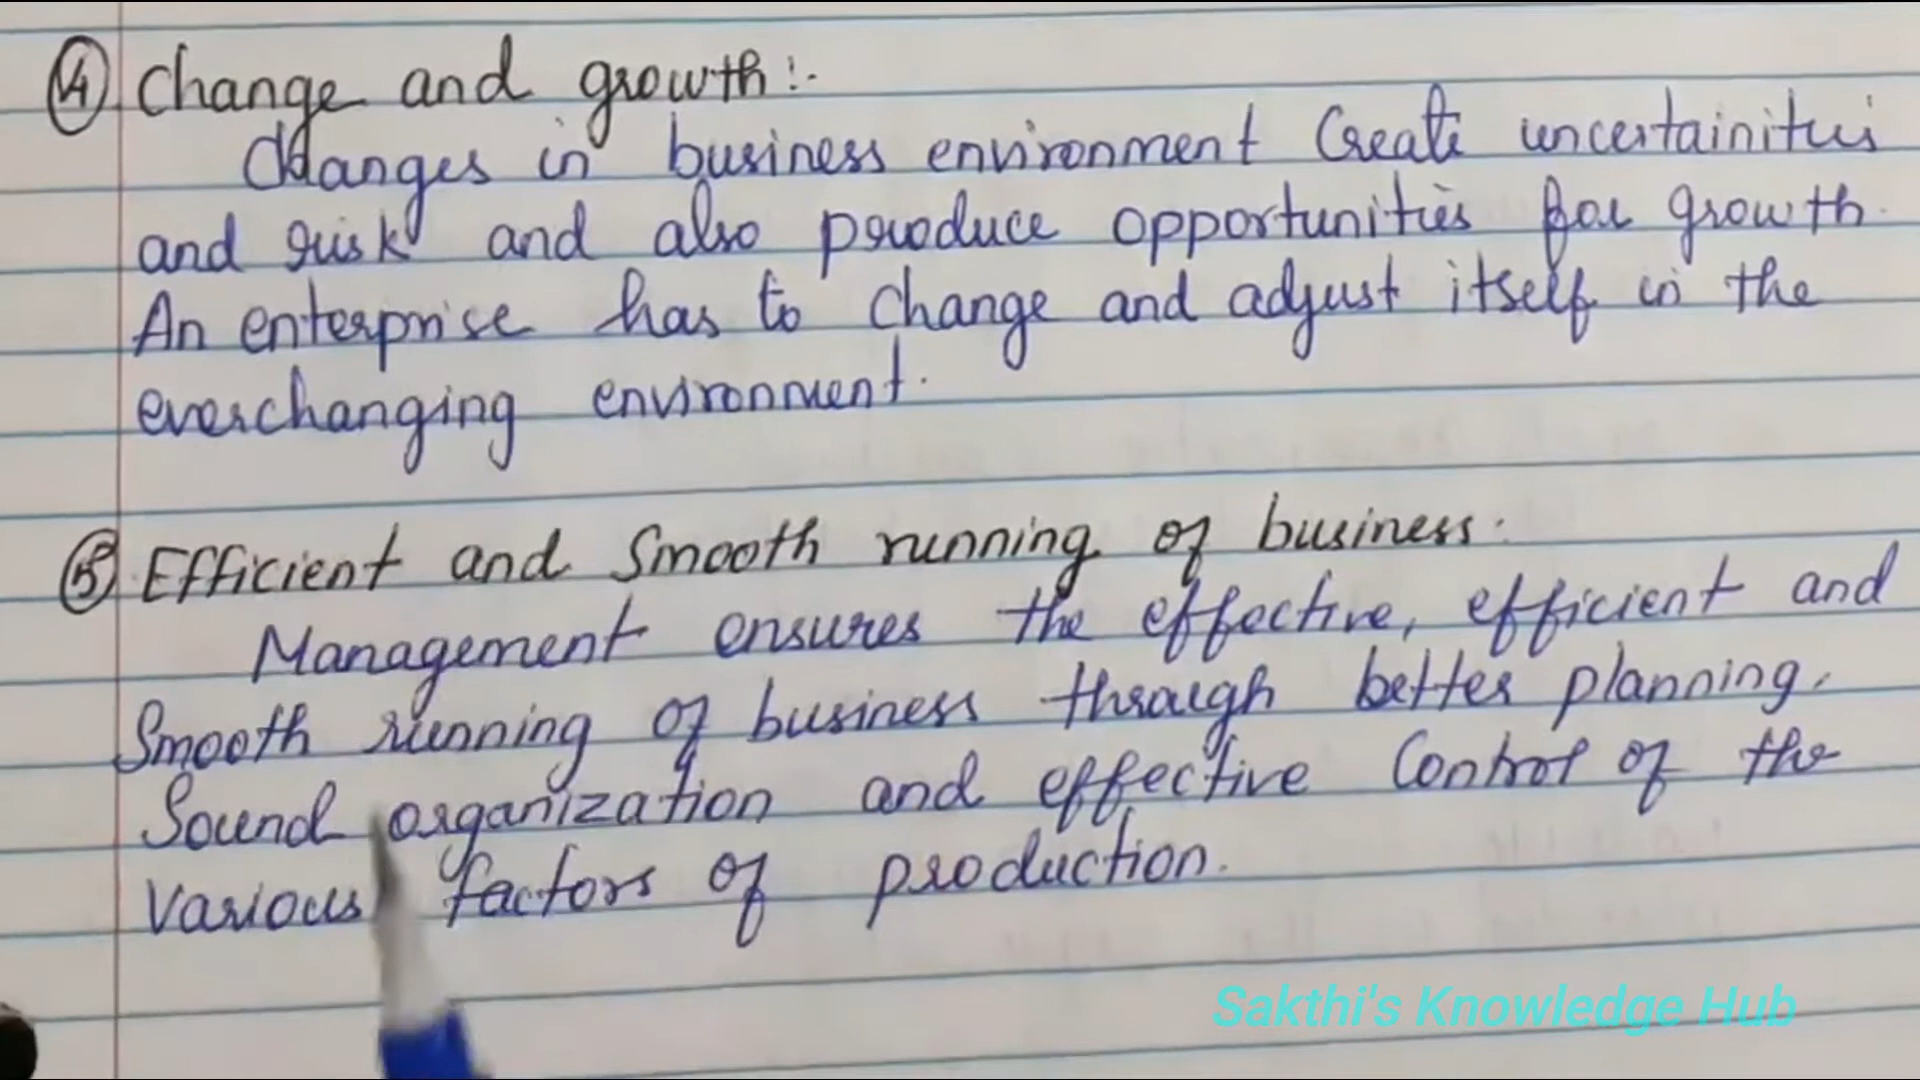 ④ Change and growth:-
Changes in business environment Create uncertainities
and risk and also produce opportunities for growth.
An enterprise has to change and adjust itself in the
everchanging environment.
⑤ Efficient and Smooth running of business:
Management ensures the effective, efficient and
Smooth running of business through better planning,
Sound organization and effective Control of the
Various factors of production.
Sakthi's Knowledge Hub